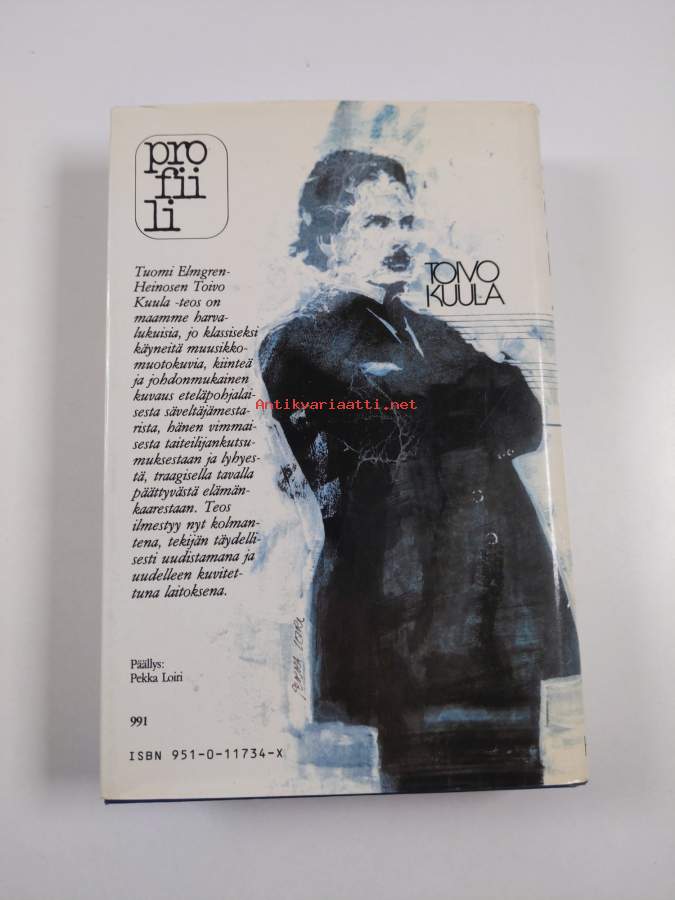 pro
fii
li
TOIVO
KUULA
Tuomi Elmgren-
Heinosen Toivo
Kuula -teos on
maamme harva-
lukuisia, jo klassiseksi
käyneitä muusikko-
muotokuvia, kiinteä
ja johdonmukainen
kuvaus eteläpohjalai-
sesta säveltäjämesta-
rista, hänen vimmai-
sesta taiteilijankutsu-
muksestaan ja lyhyes-
tä, traagisella tavalla
päättyvästä elämän-
kaarestaan. Teos
ilmestyy nyt kolman-
tena, tekijän täydelli-
sesti uudistamana ja
uudelleen kuvitet-
tuna laitoksena.
Antikvariaatti.net
Päällys:
Pekka Loiri
PEKKA LOIRI
991
ISBN 951-0-11734-X